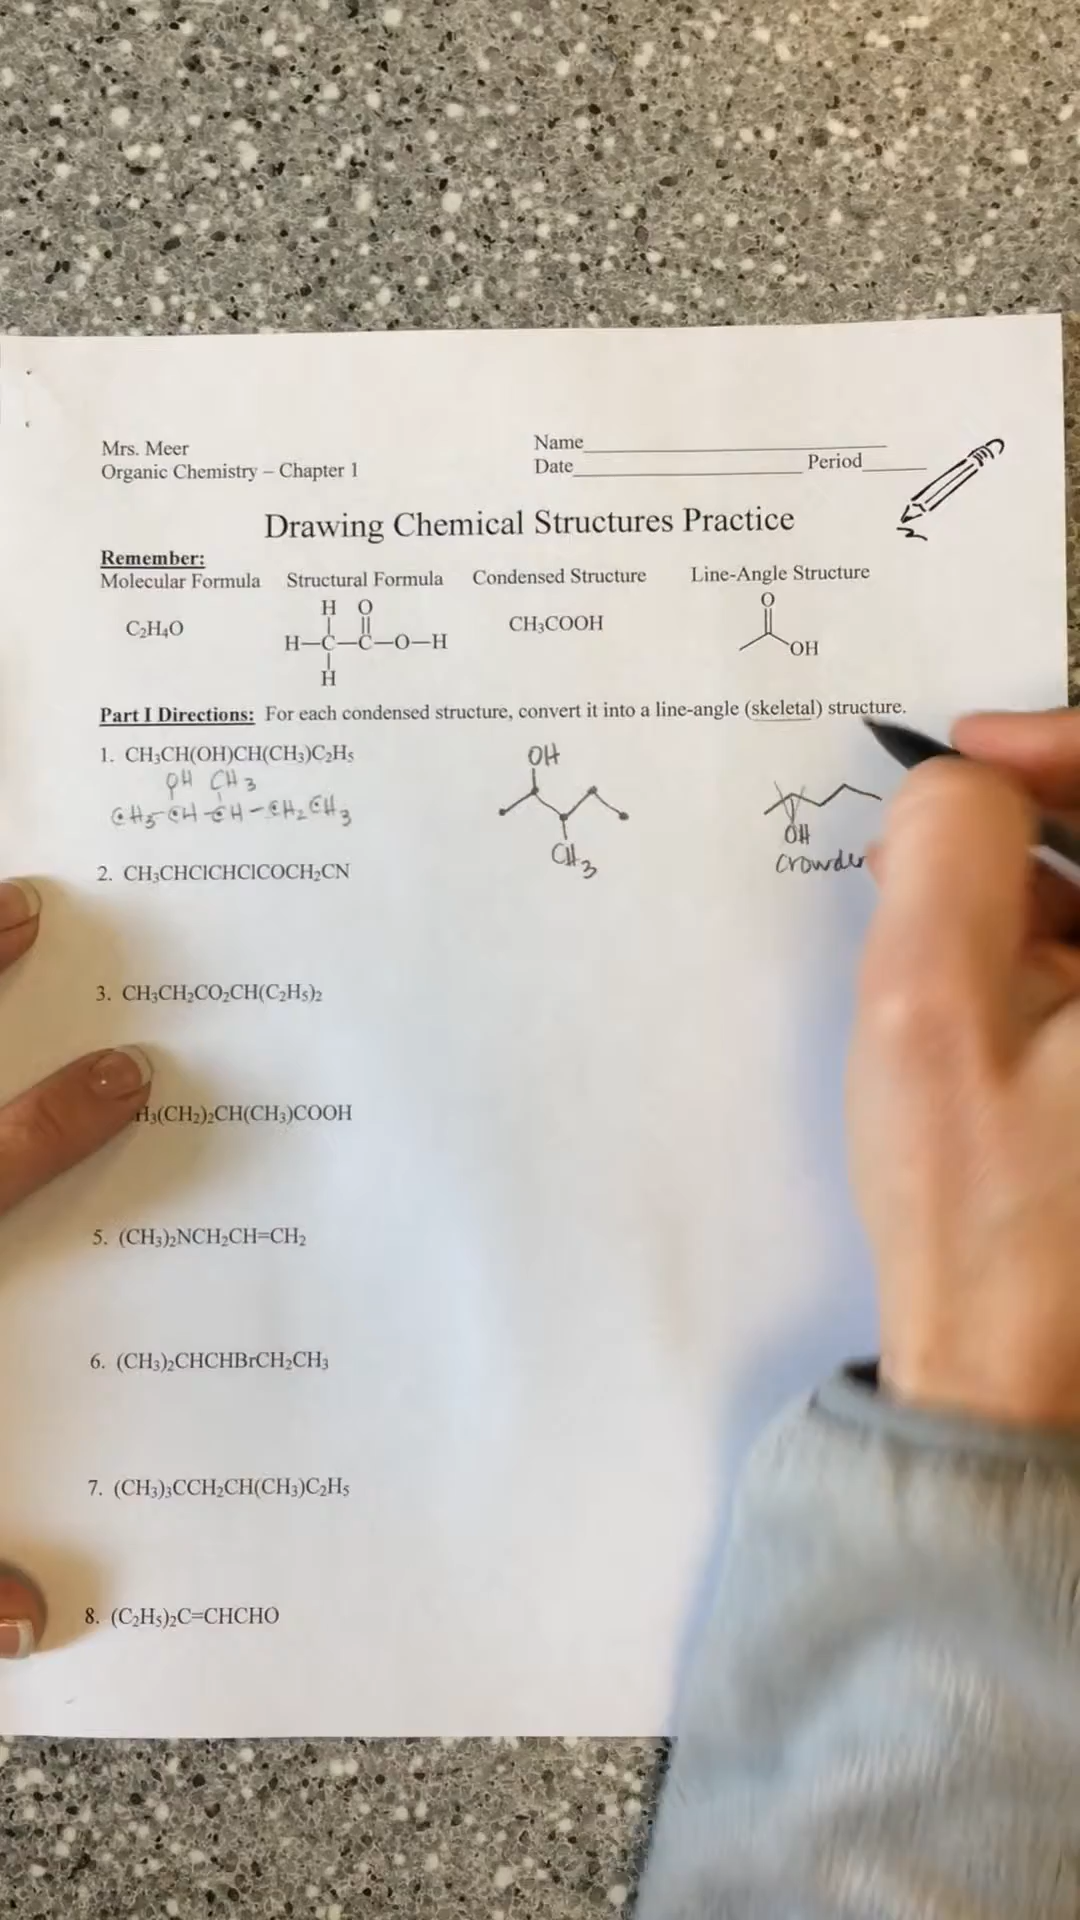 Mrs. Meer
Organic Chemistry – Chapter 1
Name
Date Period
Drawing Chemical Structures Practice
Remember:
Molecular Formula Structural Formula Condensed Structure Line-Angle Structure
H O O
C₂H₄O H—C—C—O—H CH₃COOH OH
H
Part I Directions: For each condensed structure, convert it into a line-angle (skeletal) structure.
1. CH₃CH(OH)CH(CH₃)C₂H₅ OH
OH CH₃
CH₃-CH-CH-CH₂CH₃ OH
CH₃ crowder
2. CH₃CHClCHClCOCH₂CN
3. CH₃CH₂CO₂CH(C₂H₅)₂
H₃(CH₂)₂CH(CH₃)COOH
5. (CH₃)₂NCH₂CH=CH₂
6. (CH₃)₂CHCHBrCH₂CH₃
7. (CH₃)₃CCH₂CH(CH₃)C₂H₅
8. (C₂H₅)₂C=CHCHO